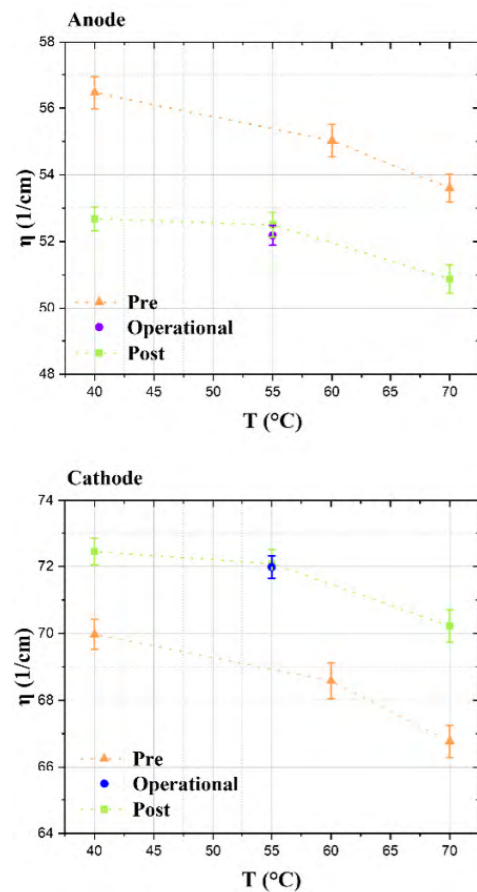 Anode
58
56
54
52
50
48
η (1/cm)
Pre
Operational
Post
40 45 50 55 60 65 70
T (°C)
Cathode
74
72
70
68
66
64
η (1/cm)
Pre
Operational
Post
40 45 50 55 60 65 70
T (°C)